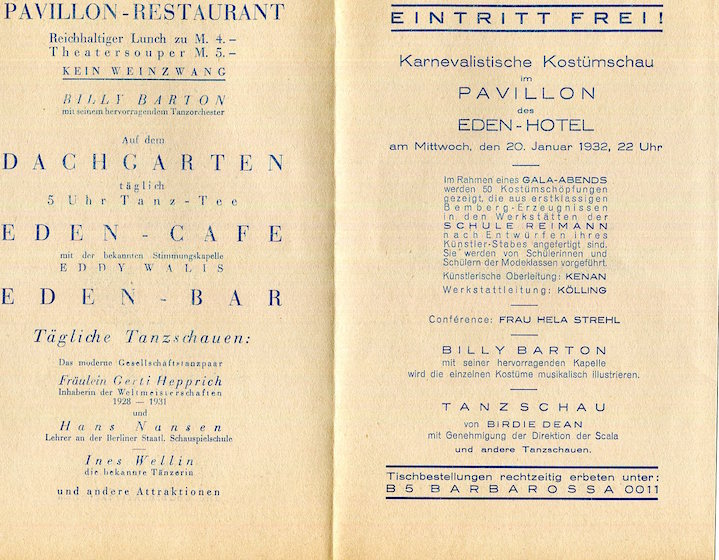 PAVILLON-RESTAURANT
Reichhaltiger Lunch zu M. 4.–
Theatersouper M. 5.–
KEIN WEINZWANG
BILLY BARTON
mit seinem hervorragendem Tanzorchester
Auf dem
DACHGARTEN
täglich
5 Uhr Tanz-Tee
EDEN-CAFE
mit der bekannten Stimmungskapelle
EDDY WALIS
EDEN-BAR
Tägliche Tanzschauen:
Das moderne Gesellschaftstanzpaar
Fräulein Gerti Hepprich
Inhaberin der Weltmeisterschaften
1928 — 1931
und
Hans Nansen
Lehrer an der Berliner Staatl. Schauspielschule
Ines Wellin
die bekannte Tänzerin
und andere Attraktionen
EINTRITT FREI!
Karnevalistische Kostümschau
im
PAVILLON
des
EDEN-HOTEL
am Mittwoch, den 20. Januar 1932, 22 Uhr
Im Rahmen eines GALA-ABENDS
werden 50 Kostümschöpfungen
gezeigt, die aus erstklassigen
Bemberg-Erzeugnissen
in den Werkstätten der
SCHULE REIMANN
nach Entwürfen ihres
Künstler-Stabes angefertigt sind.
Sie werden von Schülerinnen und
Schülern der Modeklassen vorgeführt.
Künstlerische Oberleitung: KENAN
Werkstattleitung: KÖLLING
Conférence: FRAU HELA STREHL
BILLY BARTON
mit seiner hervorragenden Kapelle
wird die einzelnen Kostüme musikalisch illustrieren.
TANZSCHAU
von BIRDIE DEAN
mit Genehmigung der Direktion der Scala
und andere Tanzschauen.
Tischbestellungen rechtzeitig erbeten unter:
B5 BARBAROSSA 0011